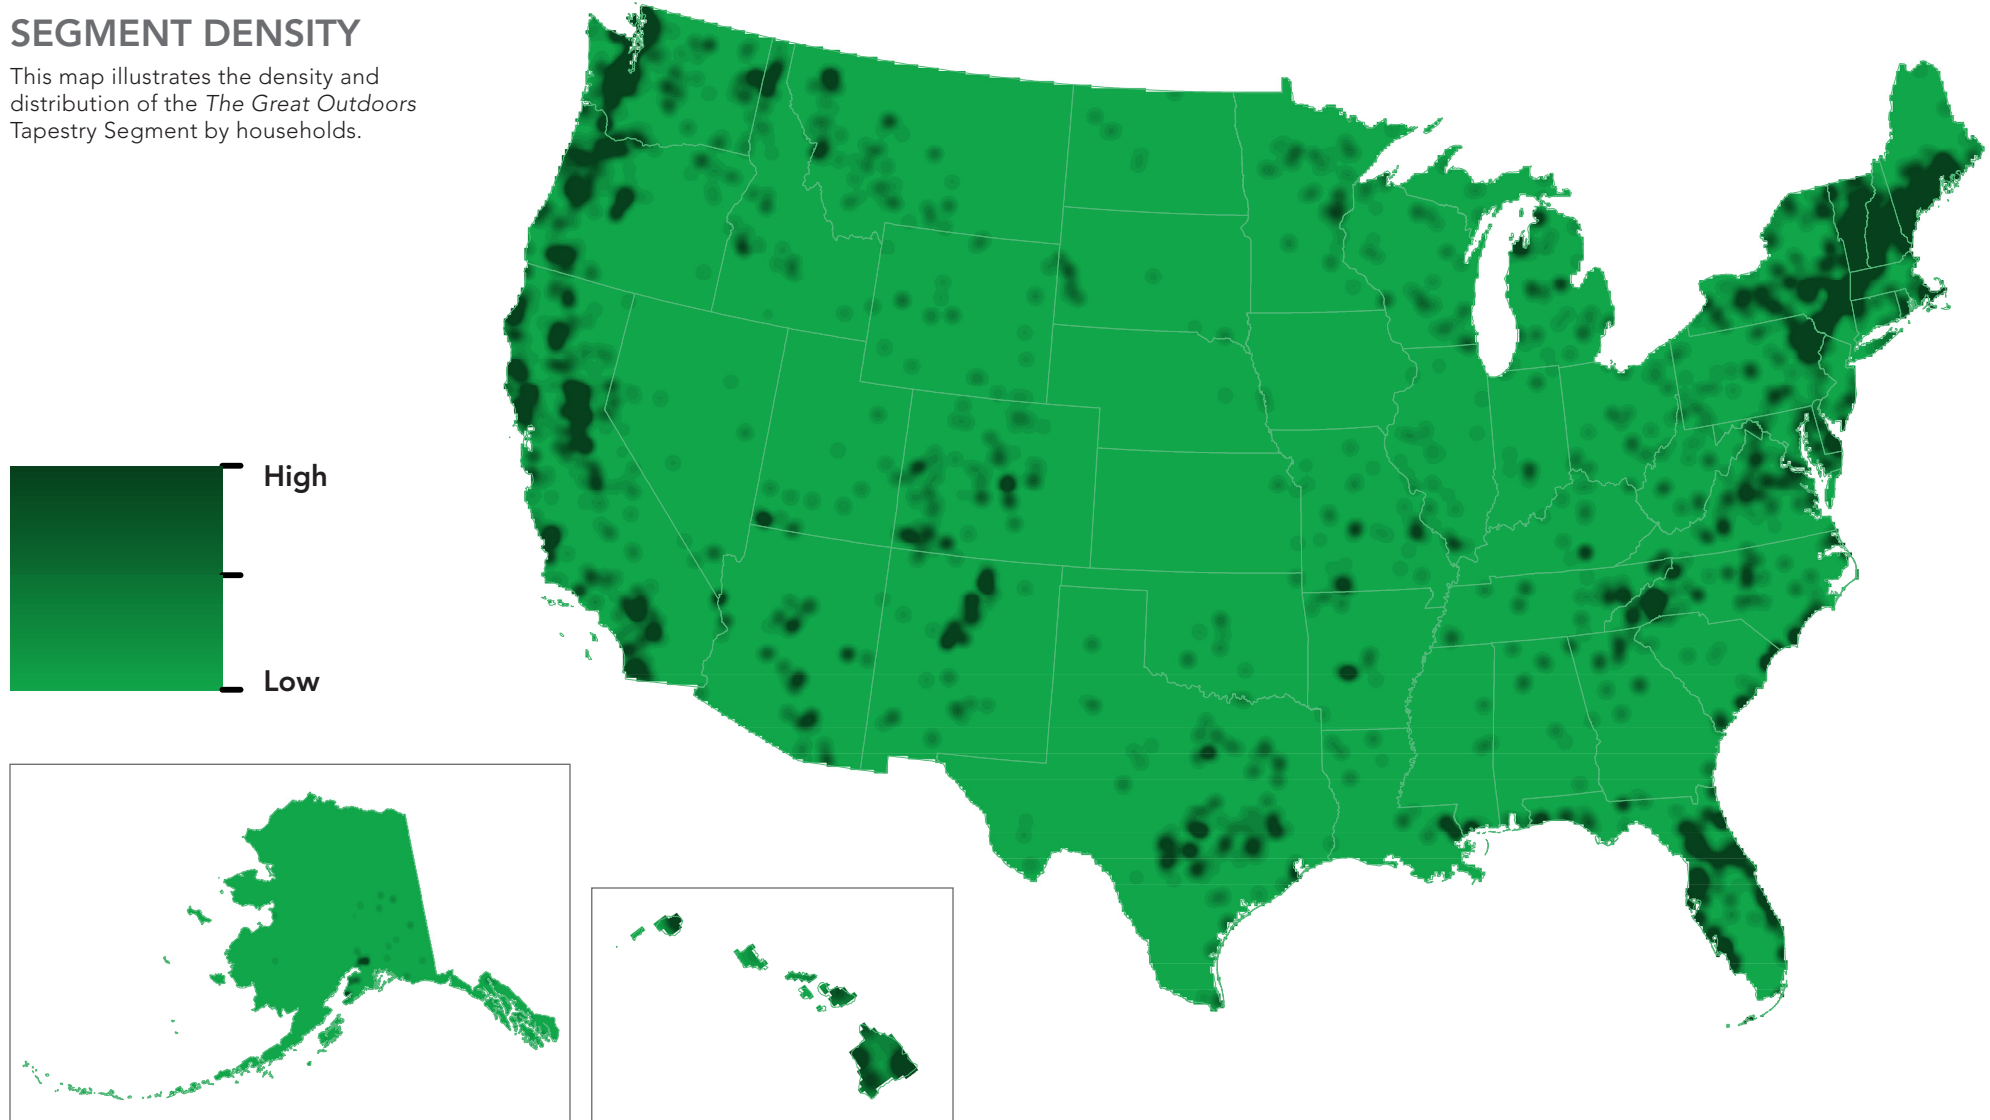 SEGMENT DENSITY
This map illustrates the density and
distribution of the The Great Outdoors
Tapestry Segment by households.
High
Low